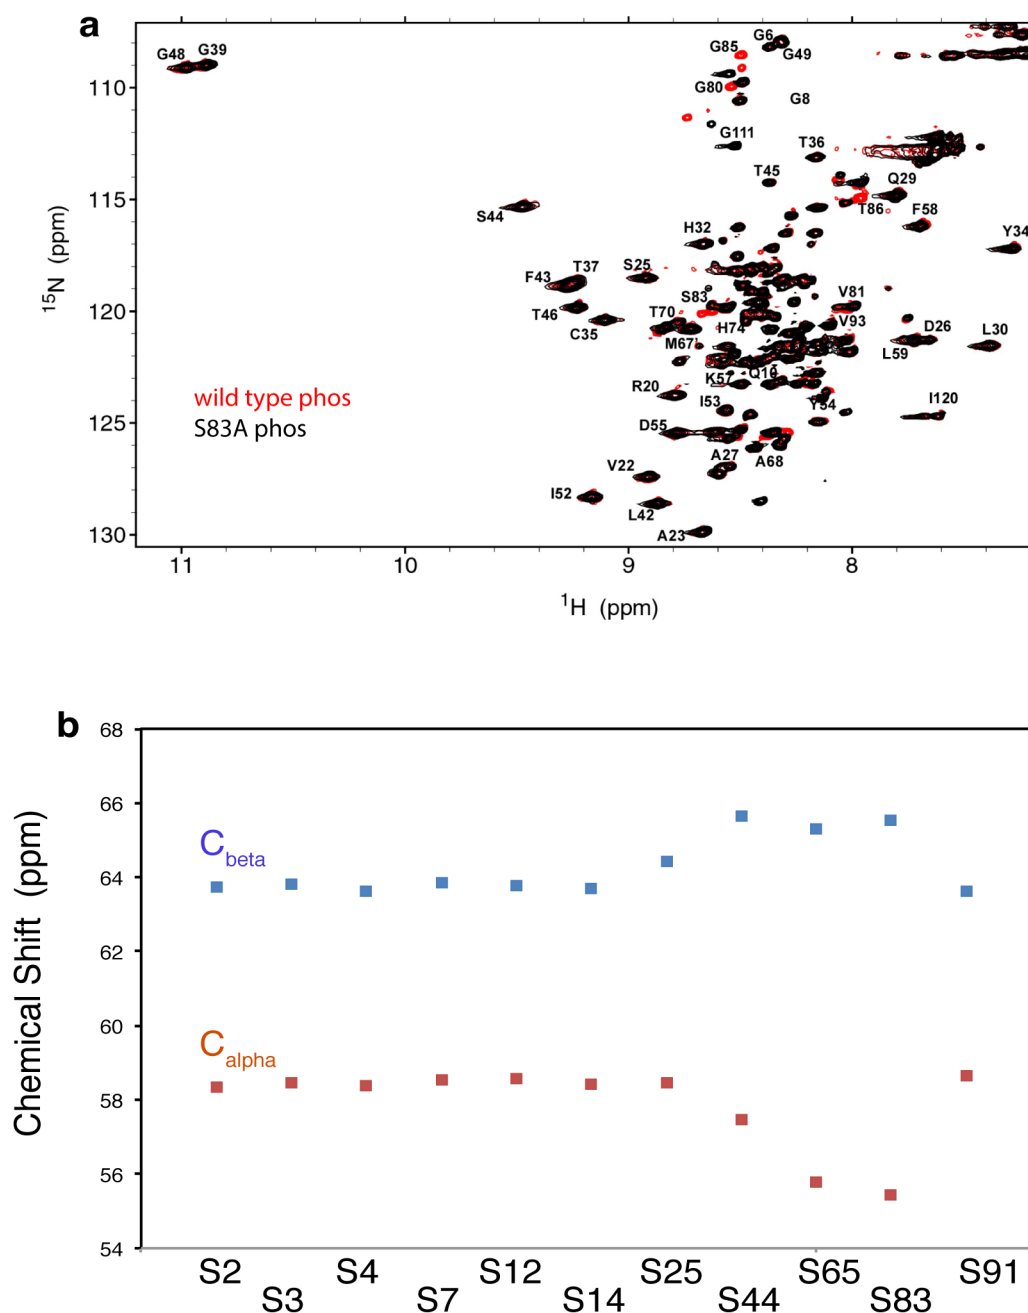 a
G48 G39
G85
G6
G49
G80
G8
G111
T36
T45
Q29
T86
F58
S44
Y34
H32
F43
T37
S25
S83
V81
T46
C35
T70
H74
V93
D26
M67
L59
L30
R20
K57
Q10
I53
Y54
I120
D55
A27
A68
V22
I52
L42
A23
110
115
120
125
130
15N (ppm)
wild type phos
S83A phos
11 10 9 8
1H (ppm)
b
68
66
64
62
60
58
56
54
Chemical Shift (ppm)
Cbeta
Calpha
S2 S4 S12 S25 S65 S91
S3 S7 S14 S44 S83